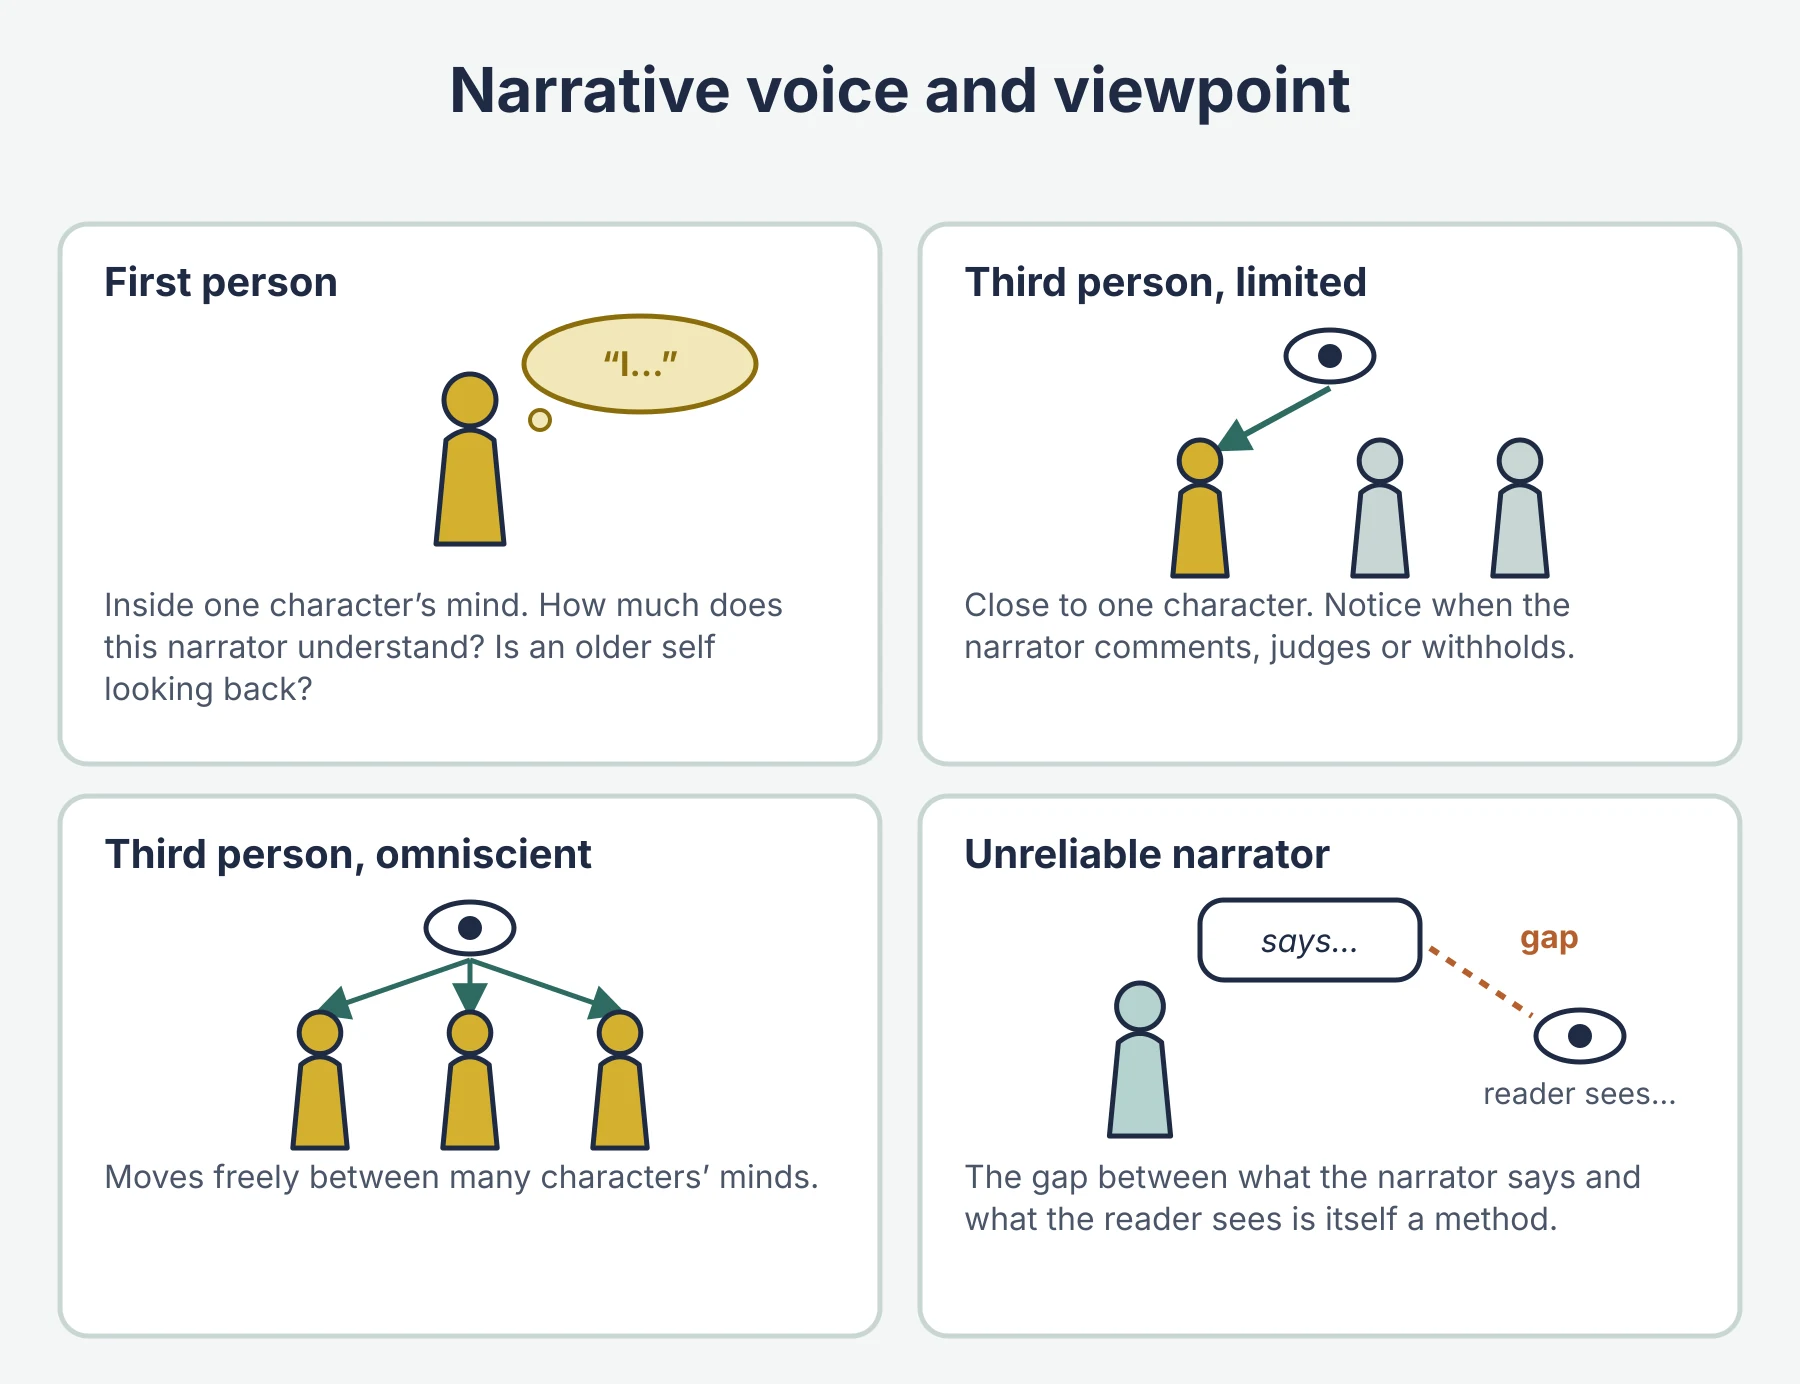 Narrative voice and viewpoint
First person
“I...”
Inside one character’s mind. How much does
this narrator understand? Is an older self
looking back?
Third person, limited
Close to one character. Notice when the
narrator comments, judges or withholds.
Third person, omniscient
Moves freely between many characters’ minds.
Unreliable narrator
says...
gap
reader sees...
The gap between what the narrator says and
what the reader sees is itself a method.